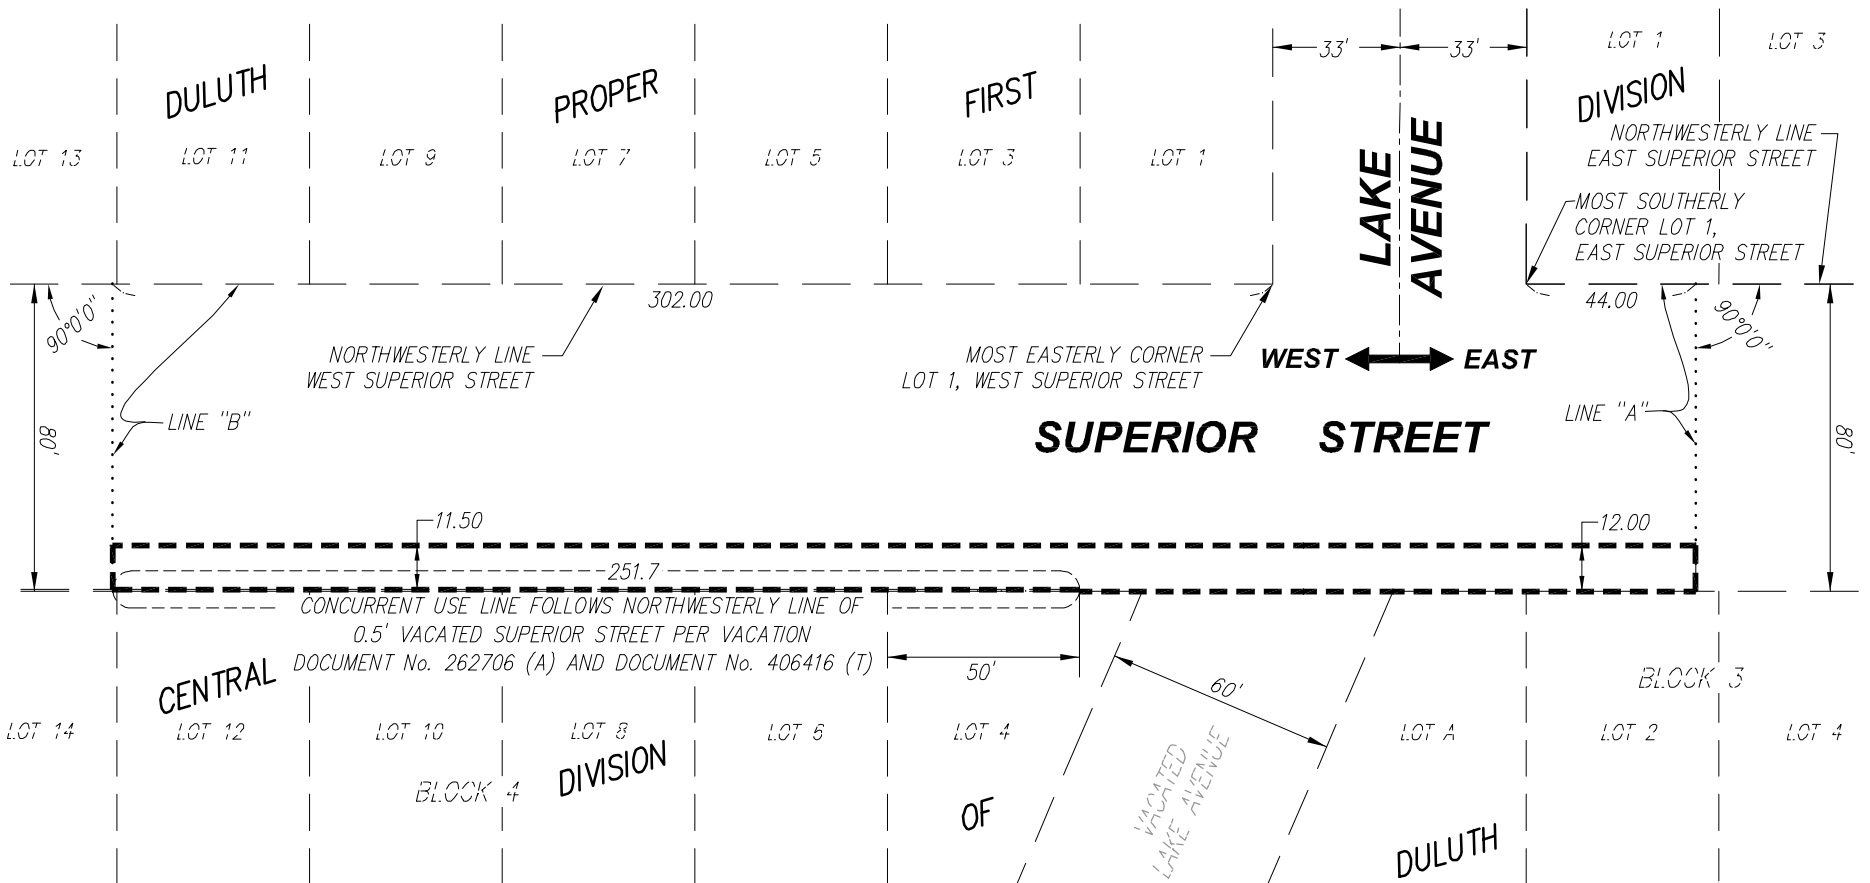 33'
33'
LOT 1
LOT 3
DULUTH
PROPER
FIRST
DIVISION
LOT 13
LOT 11
LOT 9
LOT 7
LOT 5
LOT 3
LOT 1
LAKE
AVENUE
NORTHWESTERLY LINE
EAST SUPERIOR STREET
MOST SOUTHERLY
CORNER LOT 1,
EAST SUPERIOR STREET
302.00
44.00
90°0'0"
90°0'0"
NORTHWESTERLY LINE
WEST SUPERIOR STREET
MOST EASTERLY CORNER
LOT 1, WEST SUPERIOR STREET
WEST
EAST
LINE "B"
LINE "A"
80'
80'
SUPERIOR STREET
11.50
12.00
251.7
CONCURRENT USE LINE FOLLOWS NORTHWESTERLY LINE OF
0.5' VACATED SUPERIOR STREET PER VACATION
DOCUMENT No. 262706 (A) AND DOCUMENT No. 406416 (T)
50'
60'
CENTRAL
BLOCK 3
LOT 14
LOT 12
LOT 10
LOT 8
LOT 6
LOT 4
LOT A
LOT 2
LOT 4
VACATED
LAKE AVENUE
BLOCK 4
DIVISION
OF
DULUTH